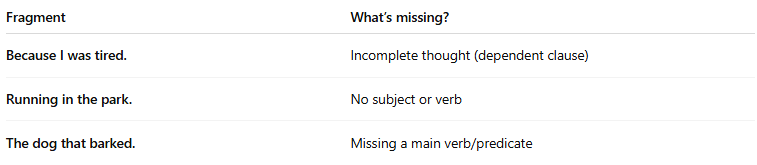 Fragment What’s missing?
Because I was tired. Incomplete thought (dependent clause)
Running in the park. No subject or verb
The dog that barked. Missing a main verb/predicate